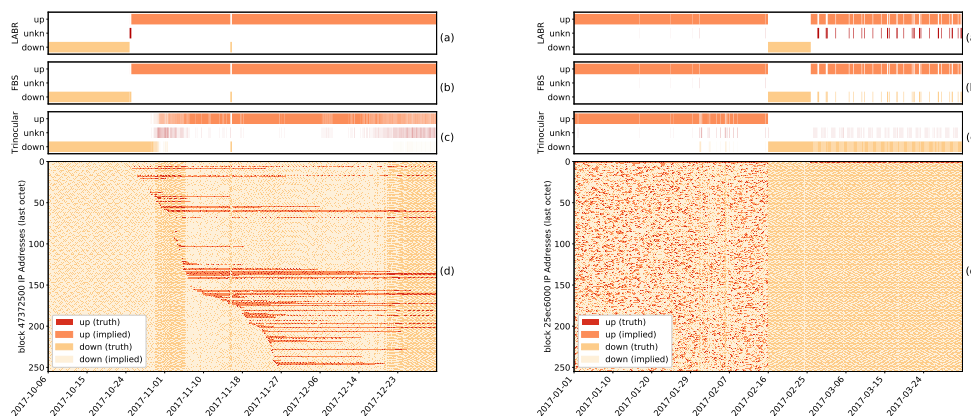 LABR
up
unkn
down
(a)
FBS
up
unkn
down
(b)
Trinocular
up
unkn
down
(c)
block 47372500 IP Addresses (last octet)
0
50
100
150
200
250
(d)
up (truth)
up (implied)
down (truth)
down (implied)
2017-10-06
2017-10-15
2017-10-24
2017-11-01
2017-11-10
2017-11-18
2017-11-27
2017-12-06
2017-12-14
2017-12-23
LABR
up
unkn
down
FBS
up
unkn
down
Trinocular
up
unkn
down
block 25ec6000 IP Addresses (last octet)
0
50
100
150
200
250
up (truth)
up (implied)
down (truth)
down (implied)
2017-01-01
2017-01-10
2017-01-20
2017-01-29
2017-02-07
2017-02-16
2017-02-25
2017-03-06
2017-03-15
2017-03-24